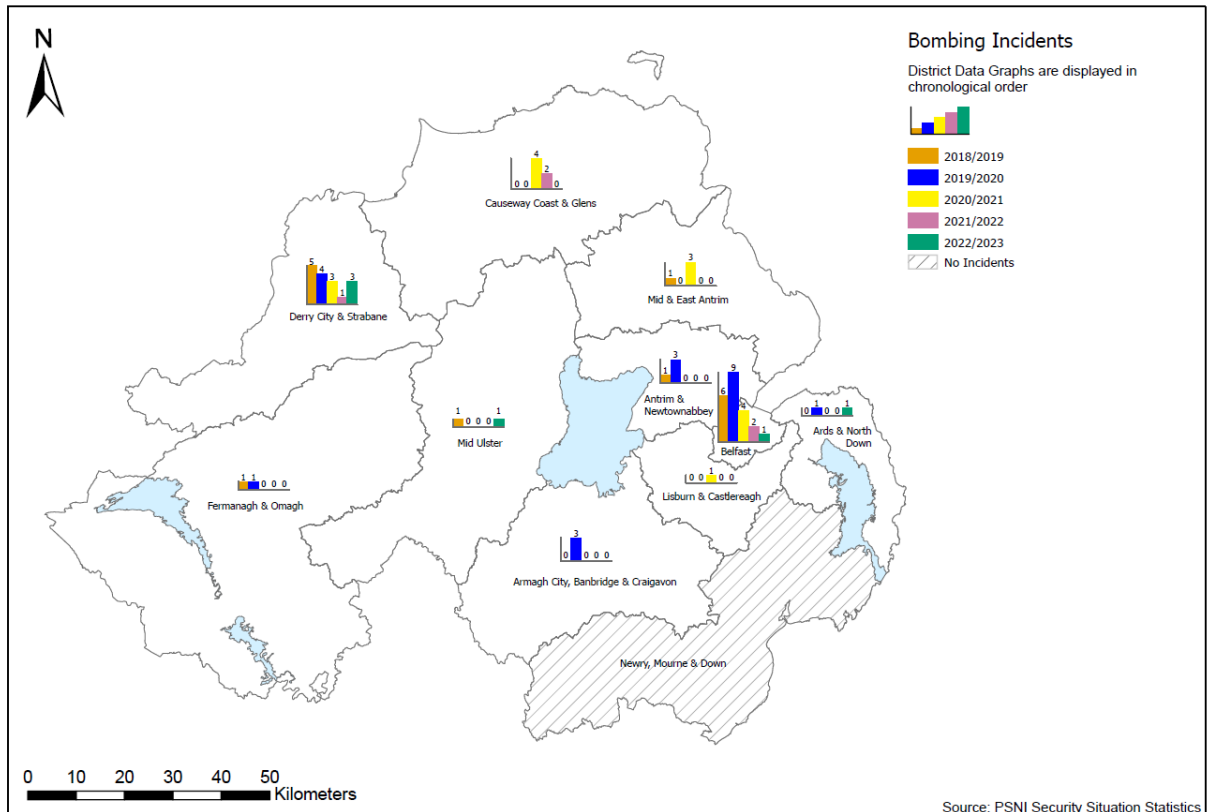 N
Bombing Incidents
District Data Graphs are displayed in
chronological order
2018/2019
2019/2020
2020/2021
2021/2022
2022/2023
No Incidents
0 0 4 2 0
Causeway Coast & Glens
5 4 3 1 3
Derry City & Strabane
1 0 3 0 0
Mid & East Antrim
1 3 0 0 0
Antrim &
Newtownabbey
6 9 4 2 1
Belfast
0 1 0 0 1
Ards & North
Down
1 0 0 0 1
Mid Ulster
0 0 1 0 0
Lisburn & Castlereagh
1 1 0 0 0
Fermanagh & Omagh
0 3 0 0 0
Armagh City, Banbridge & Craigavon
Newry, Mourne & Down
0 10 20 30 40 50
Kilometers
Source: PSNI Security Situation Statistics